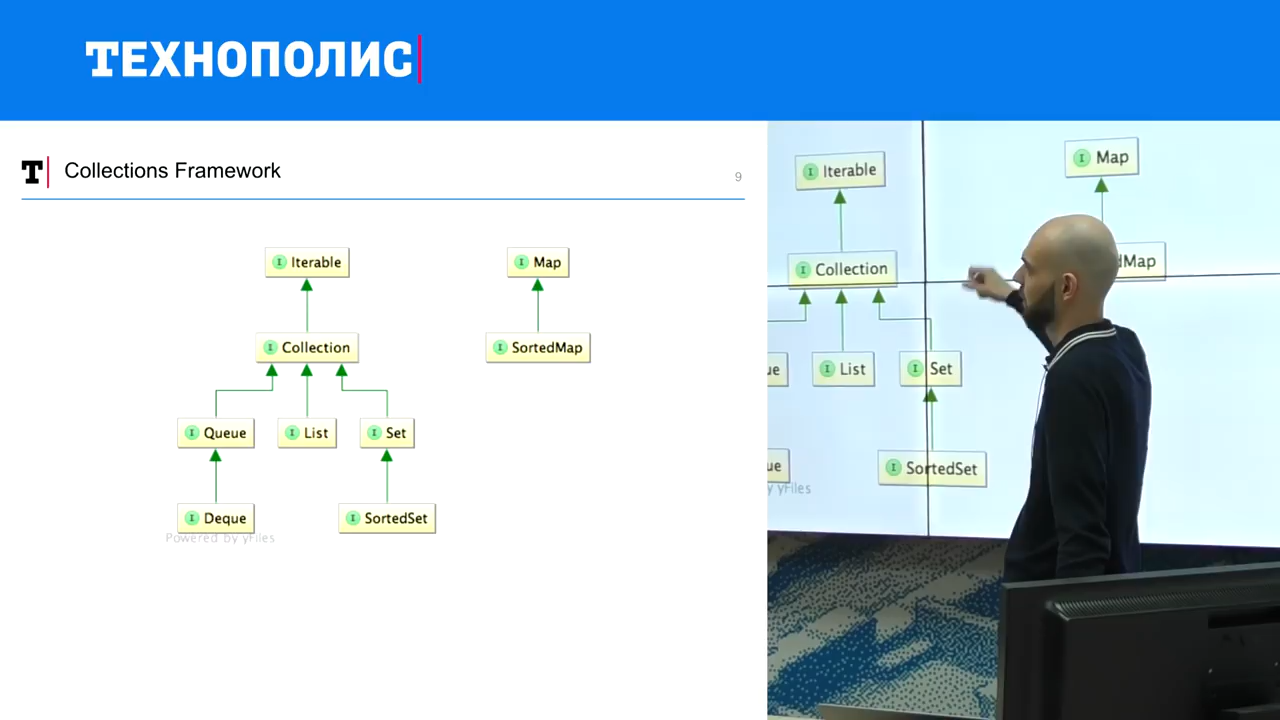 ТЕХНОПОЛИС
T Collections Framework
9
I Iterable
I Map
I Collection
I SortedMap
I Queue
I List
I Set
I Deque
I SortedSet
Powered by yFiles
I Iterable
I Map
I Collection
dMap
ue
I List
I Set
ue
I SortedSet
y yFiles